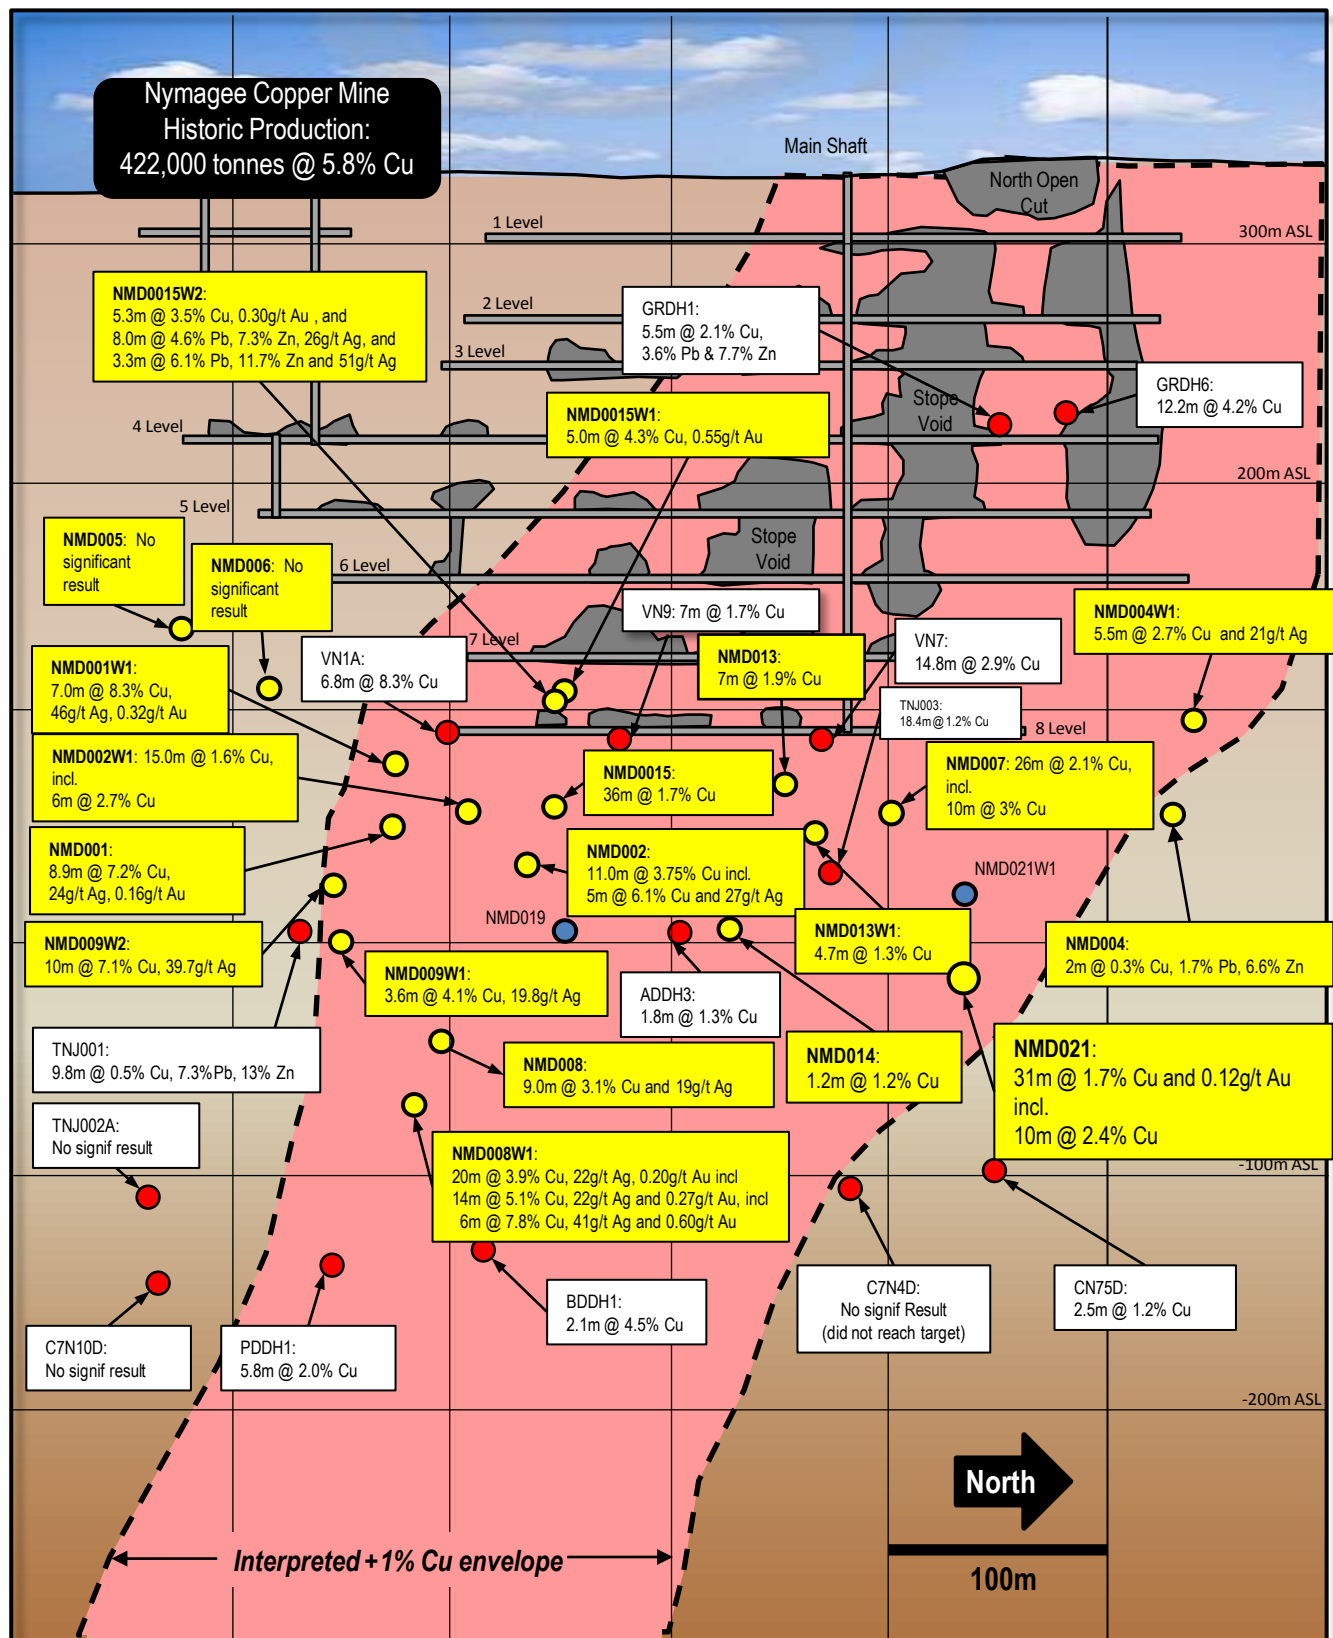 Nymagee Copper Mine
Historic Production:
422,000 tonnes @ 5.8% Cu
Main Shaft
North Open
Cut
1 Level
300m ASL
NMD0015W2:
5.3m @ 3.5% Cu, 0.30g/t Au , and
8.0m @ 4.6% Pb, 7.3% Zn, 26g/t Ag, and
3.3m @ 6.1% Pb, 11.7% Zn and 51g/t Ag
2 Level
GRDH1:
5.5m @ 2.1% Cu,
3.6% Pb & 7.7% Zn
3 Level
GRDH6:
12.2m @ 4.2% Cu
Stope
Void
NMD0015W1:
5.0m @ 4.3% Cu, 0.55g/t Au
4 Level
200m ASL
5 Level
NMD005: No
significant
result
Stope
Void
NMD006: No
significant
result
6 Level
VN9: 7m @ 1.7% Cu
NMD004W1:
5.5m @ 2.7% Cu and 21g/t Ag
7 Level
VN1A:
6.8m @ 8.3% Cu
NMD013:
7m @ 1.9% Cu
VN7:
14.8m @ 2.9% Cu
NMD001W1:
7.0m @ 8.3% Cu,
46g/t Ag, 0.32g/t Au
TNJ003:
18.4m @ 1.2% Cu
8 Level
NMD002W1: 15.0m @ 1.6% Cu,
incl.
6m @ 2.7% Cu
NMD0015:
36m @ 1.7% Cu
NMD007: 26m @ 2.1% Cu,
incl.
10m @ 3% Cu
NMD001:
8.9m @ 7.2% Cu,
24g/t Ag, 0.16g/t Au
NMD002:
11.0m @ 3.75% Cu incl.
5m @ 6.1% Cu and 27g/t Ag
NMD021W1
NMD019
NMD009W2:
10m @ 7.1% Cu, 39.7g/t Ag
NMD013W1:
4.7m @ 1.3% Cu
NMD004:
2m @ 0.3% Cu, 1.7% Pb, 6.6% Zn
NMD009W1:
3.6m @ 4.1% Cu, 19.8g/t Ag
ADDH3:
1.8m @ 1.3% Cu
TNJ001:
9.8m @ 0.5% Cu, 7.3%Pb, 13% Zn
NMD008:
9.0m @ 3.1% Cu and 19g/t Ag
NMD014:
1.2m @ 1.2% Cu
NMD021:
31m @ 1.7% Cu and 0.12g/t Au
incl.
10m @ 2.4% Cu
TNJ002A:
No signif result
NMD008W1:
20m @ 3.9% Cu, 22g/t Ag, 0.20g/t Au incl
14m @ 5.1% Cu, 22g/t Ag and 0.27g/t Au, incl
6m @ 7.8% Cu, 41g/t Ag and 0.60g/t Au
-100m ASL
C7N10D:
No signif result
PDDH1:
5.8m @ 2.0% Cu
BDDH1:
2.1m @ 4.5% Cu
C7N4D:
No signif Result
(did not reach target)
CN75D:
2.5m @ 1.2% Cu
-200m ASL
North
Interpreted +1% Cu envelope
100m